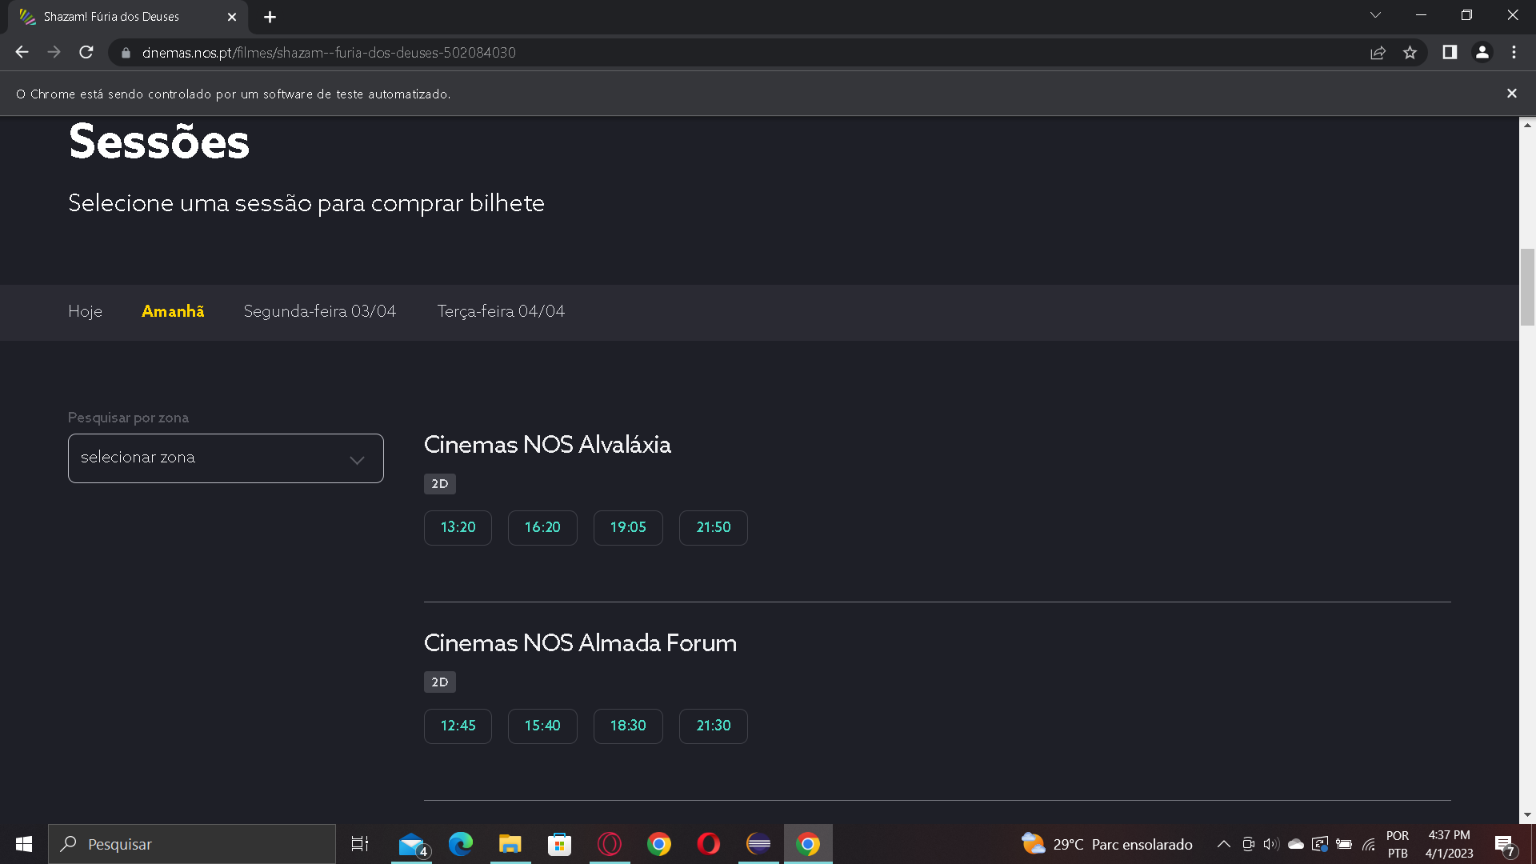 Shazam! Fúria dos Deuses
cinemas.nos.pt/filmes/shazam--furia-dos-deuses-502084030
O Chrome está sendo controlado por um software de teste automatizado.
Sessões
Selecione uma sessão para comprar bilhete
Hoje Amanhã Segunda-feira 03/04 Terça-feira 04/04
Pesquisar por zona
selecionar zona
Cinemas NOS Alvaláxia
2D
13:20 16:20 19:05 21:50
Cinemas NOS Almada Forum
2D
12:45 15:40 18:30 21:30
Pesquisar
4
29°C Parc ensolarado
POR
PTB
4:37 PM
4/1/2023
7